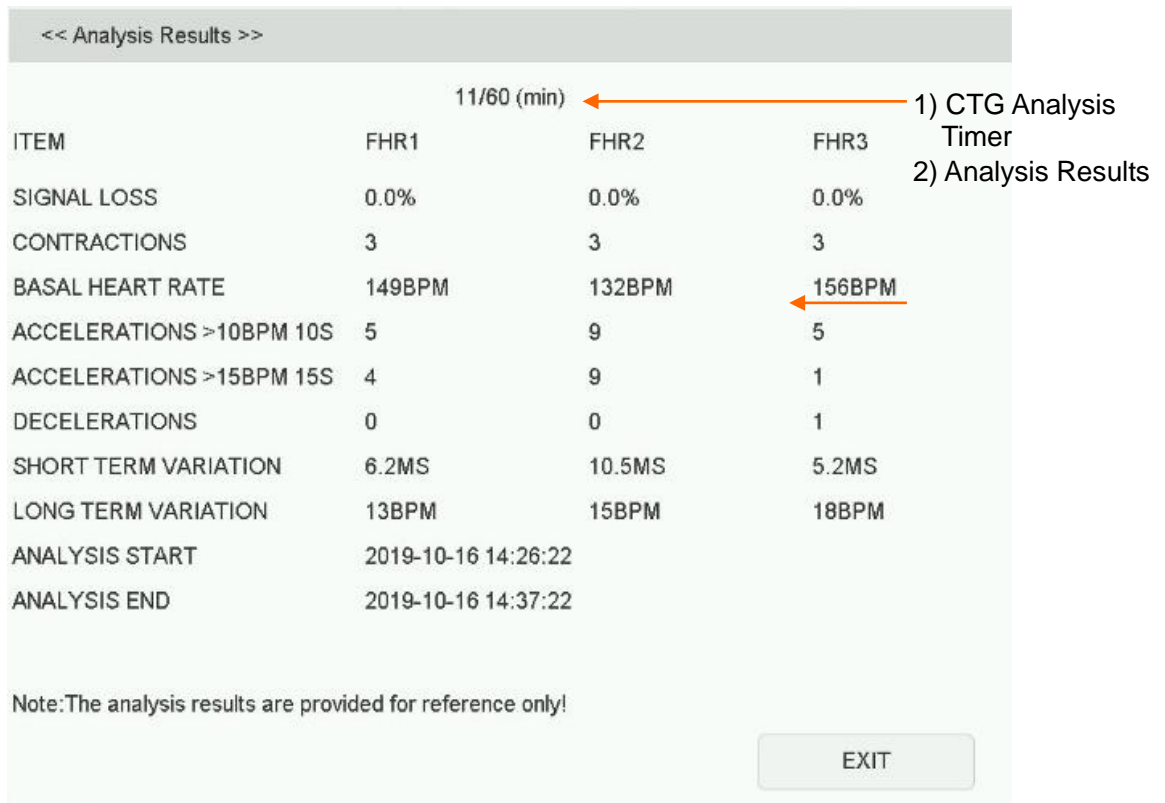 << Analysis Results >>
11/60 (min)
1) CTG Analysis
Timer
2) Analysis Results
ITEM FHR1 FHR2 FHR3
SIGNAL LOSS 0.0% 0.0% 0.0%
CONTRACTIONS 3 3 3
BASAL HEART RATE 149BPM 132BPM 156BPM
ACCELERATIONS >10BPM 10S 5 9 5
ACCELERATIONS >15BPM 15S 4 9 1
DECELERATIONS 0 0 1
SHORT TERM VARIATION 6.2MS 10.5MS 5.2MS
LONG TERM VARIATION 13BPM 15BPM 18BPM
ANALYSIS START 2019-10-16 14:26:22
ANALYSIS END 2019-10-16 14:37:22
Note:The analysis results are provided for reference only!
EXIT